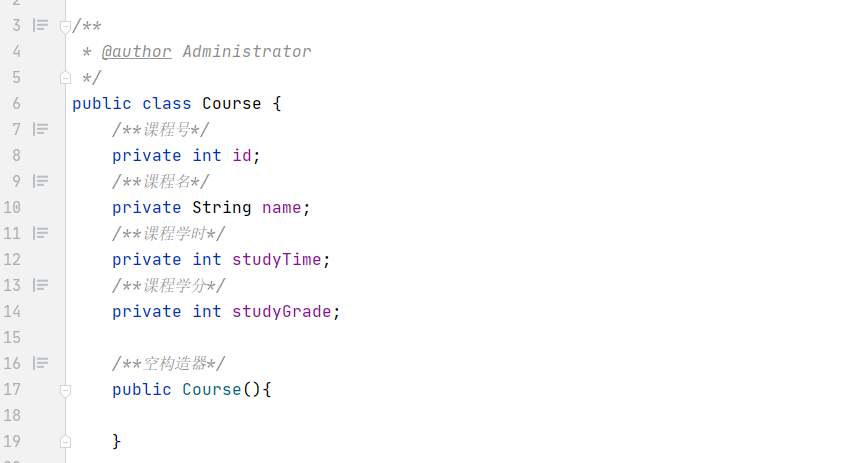 3 /**
4 * @author Administrator
5 */
6 public class Course {
7 /**课程号*/
8 private int id;
9 /**课程名*/
10 private String name;
11 /**课程学时*/
12 private int studyTime;
13 /**课程学分*/
14 private int studyGrade;
15
16 /**空构造器*/
17 public Course(){
18
19 }